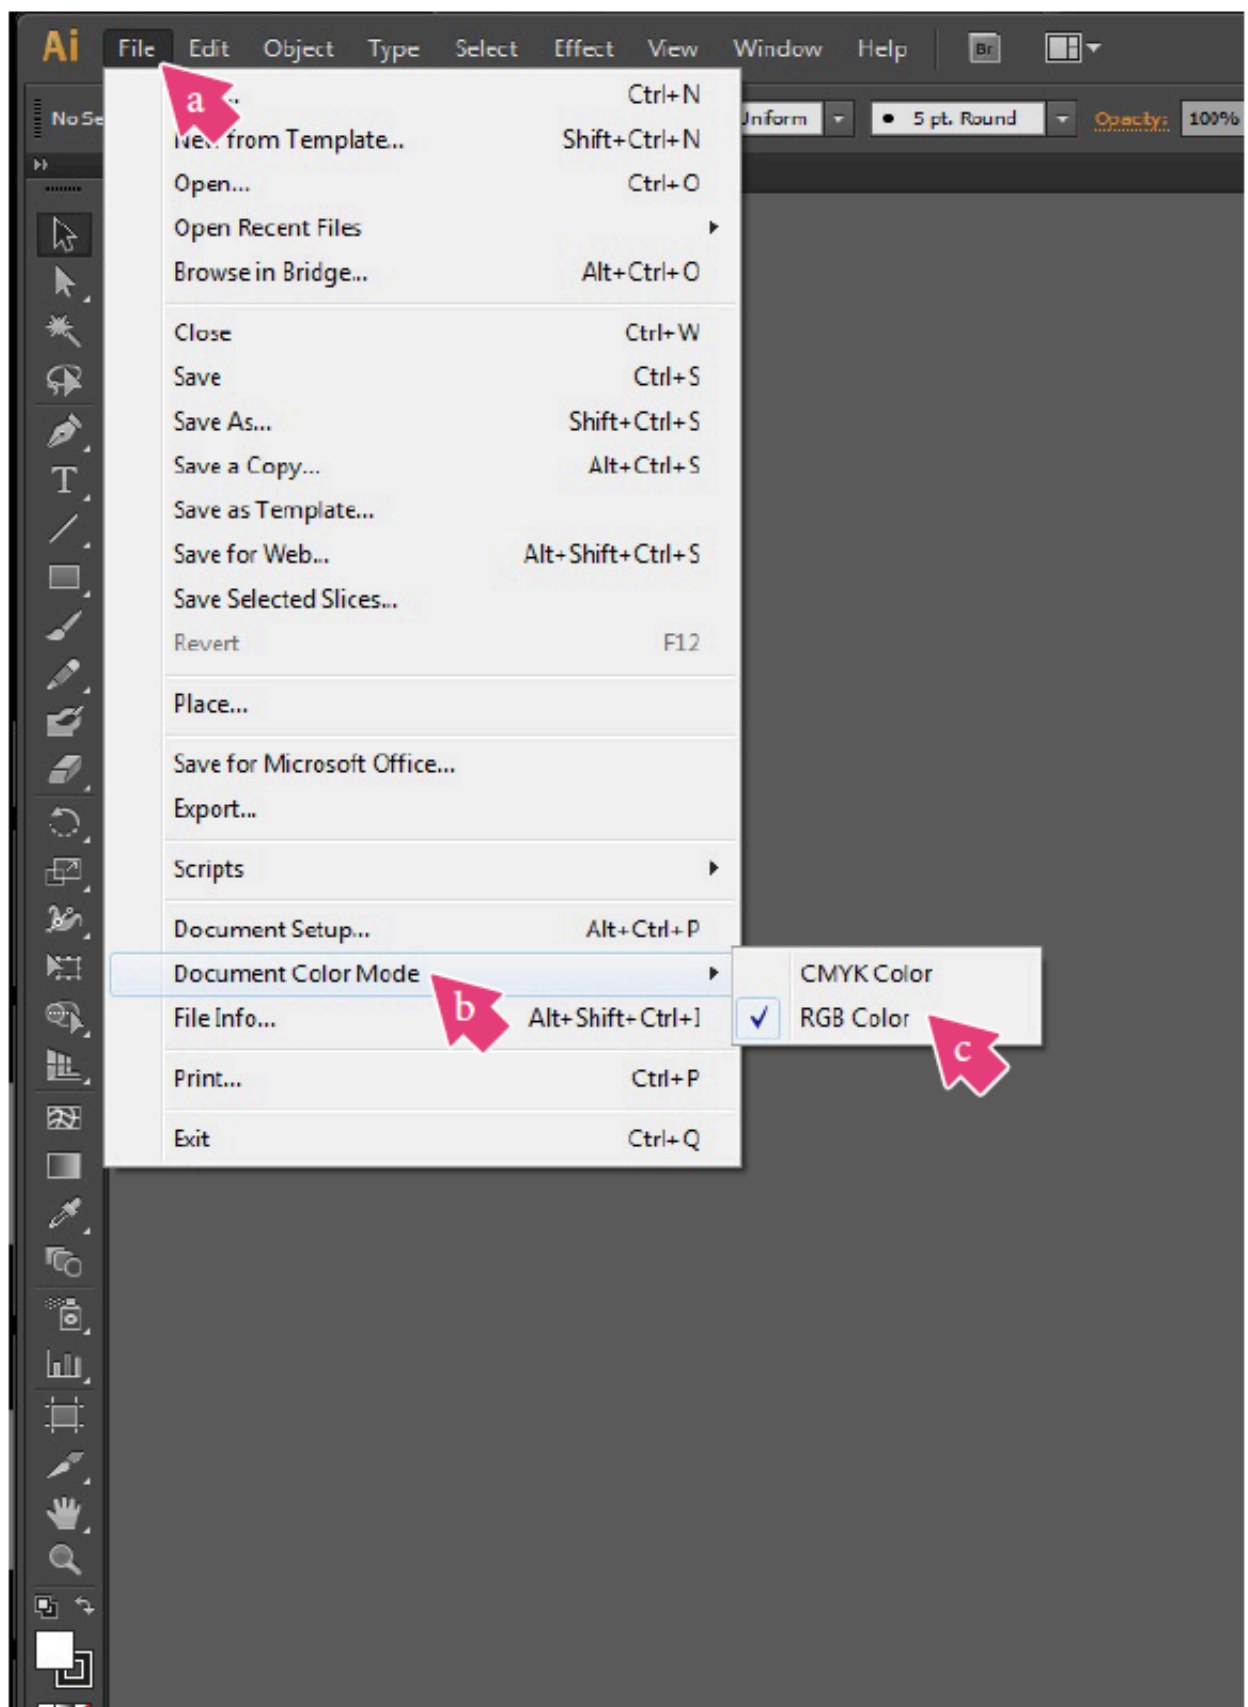 Ai File Edit Object Type Select Effect View Window Help Br
a Ctrl+N
No Se Uniform 5 pt. Round Opacity: 100%
from Template... Shift+Ctrl+N
Open... Ctrl+O
Open Recent Files
Browse in Bridge... Alt+Ctrl+O
Close Ctrl+W
Save Ctrl+S
Save As... Shift+Ctrl+S
Save a Copy... Alt+Ctrl+S
Save as Template...
Save for Web... Alt+Shift+Ctrl+S
Save Selected Slices...
Revert F12
Place...
Save for Microsoft Office...
Export...
Scripts
Document Setup... Alt+Ctrl+P
Document Color Mode CMYK Color
b
File Info... Alt+Shift+Ctrl+I RGB Color
c
Print... Ctrl+P
Exit Ctrl+Q